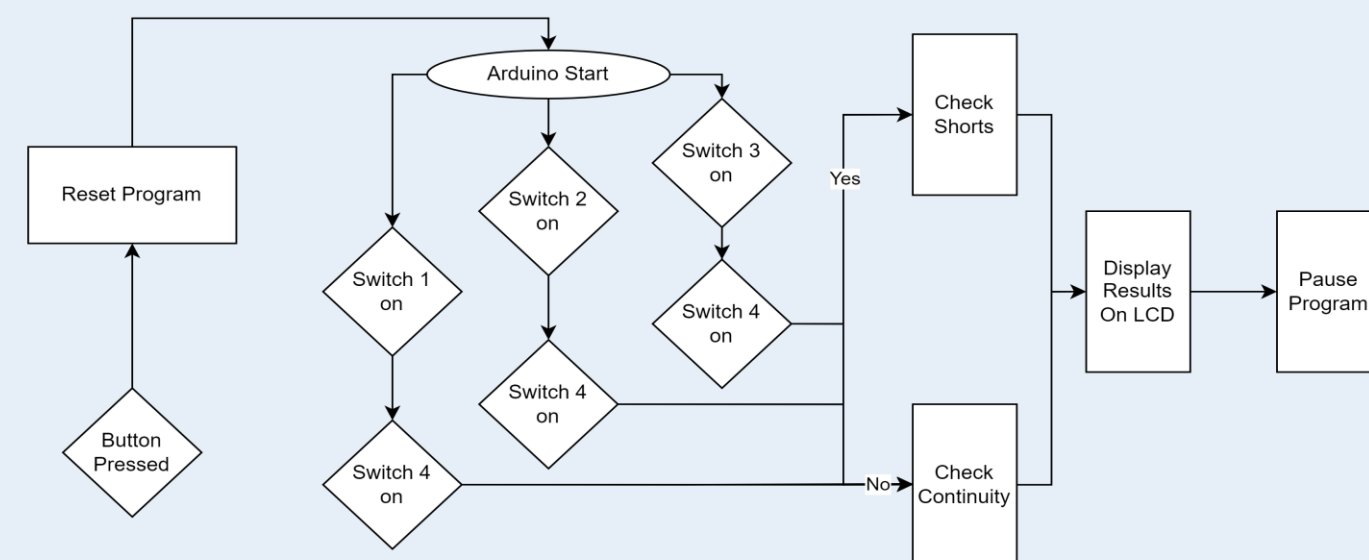 Arduino Start
Check
Shorts
Switch 3
on
Yes
Reset Program
Switch 2
on
Switch 1
on
Display
Results
On LCD
Pause
Program
Switch 4
on
Switch 4
on
Button
Pressed
Switch 4
on
No
Check
Continuity